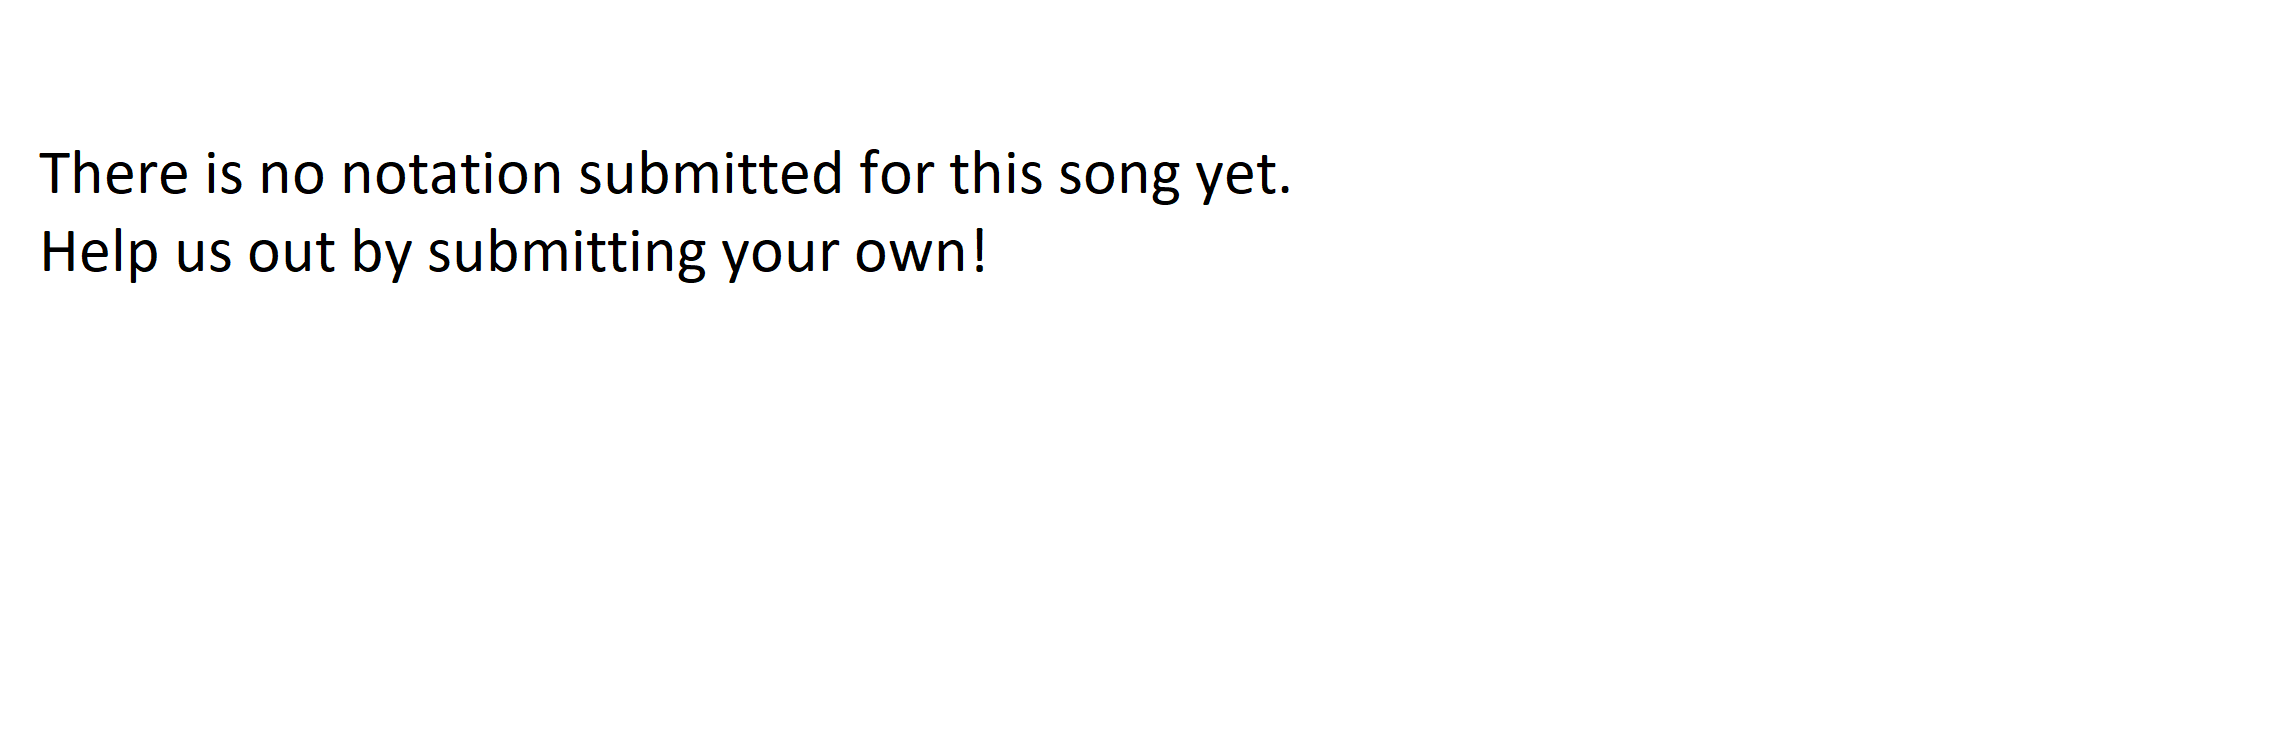 There is no notation submitted for this song yet.
Help us out by submitting your own!